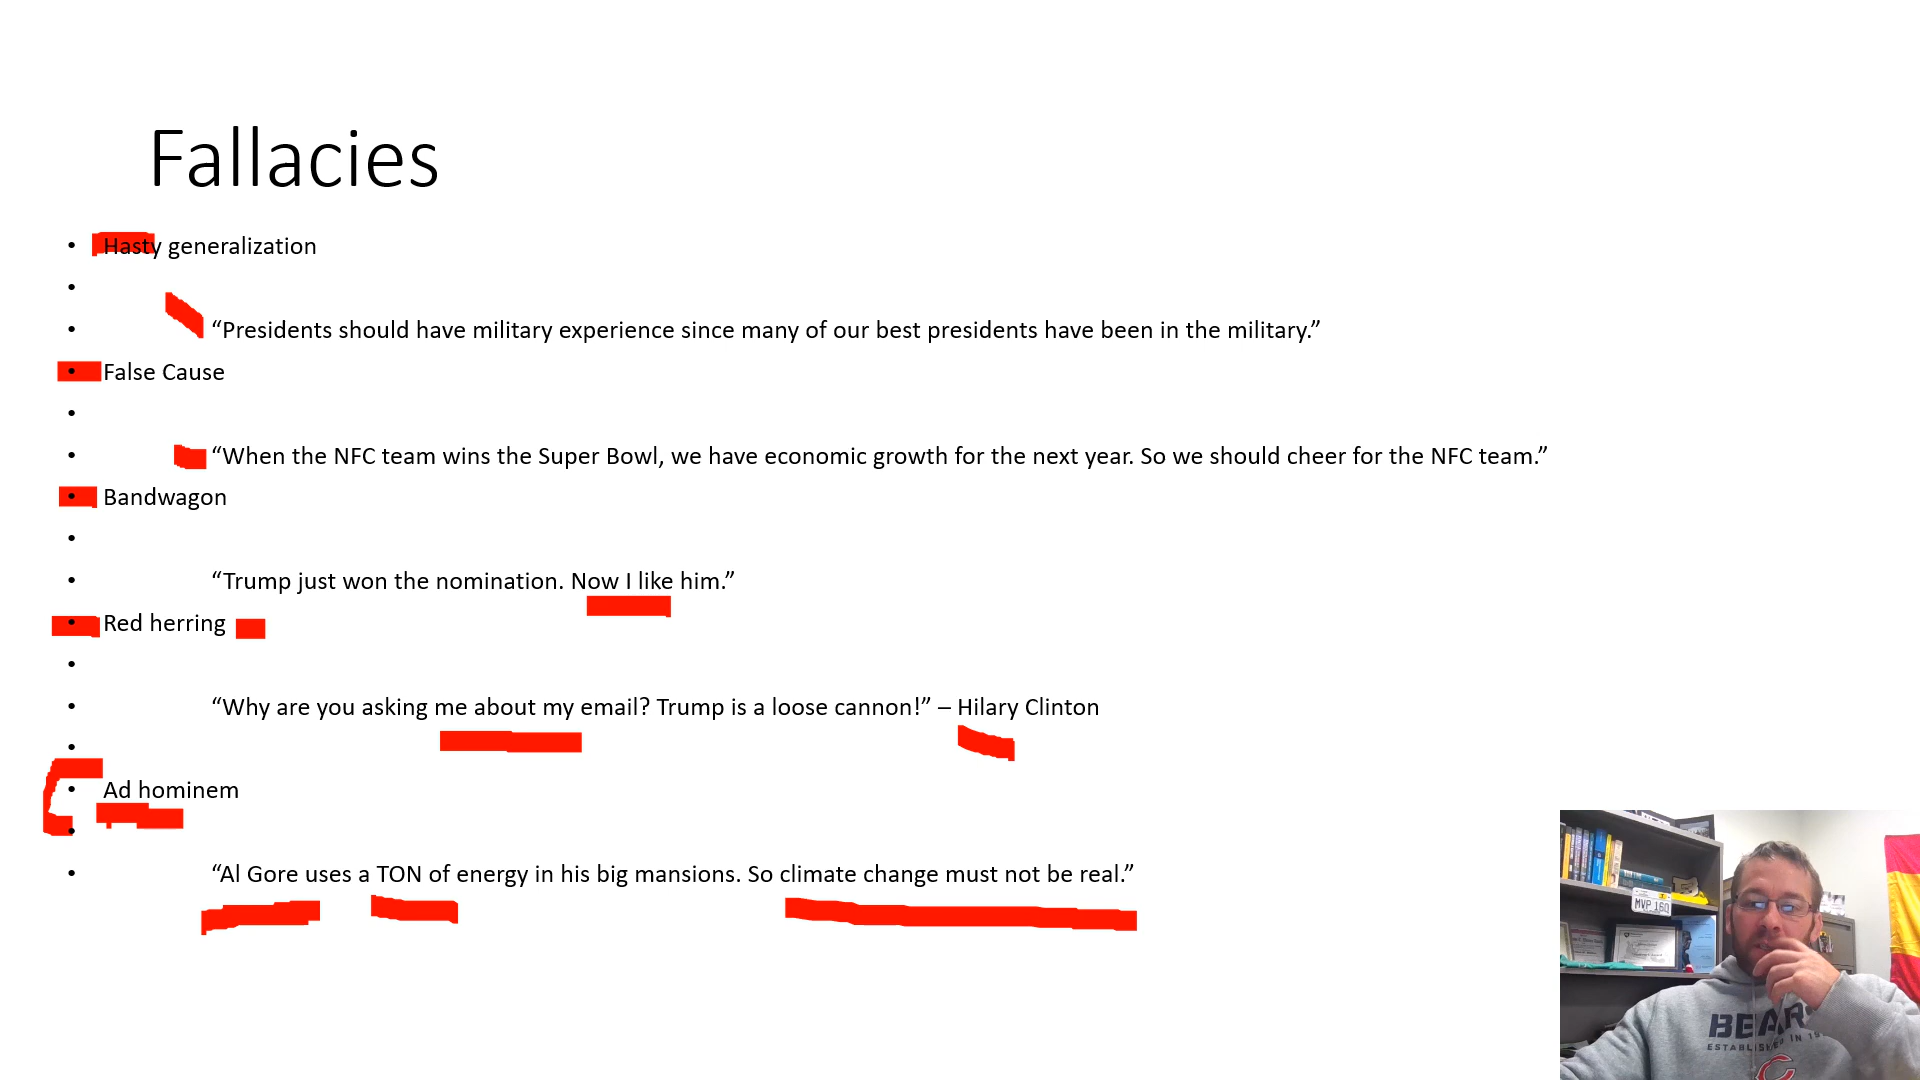 Fallacies
• Hasty generalization
•
• “Presidents should have military experience since many of our best presidents have been in the military.”
• False Cause
•
• “When the NFC team wins the Super Bowl, we have economic growth for the next year. So we should cheer for the NFC team.”
• Bandwagon
•
• “Trump just won the nomination. Now I like him.”
• Red herring
•
• “Why are you asking me about my email? Trump is a loose cannon!” – Hilary Clinton
•
• Ad hominem
•
• “Al Gore uses a TON of energy in his big mansions. So climate change must not be real.”
MVP 160
BEARS